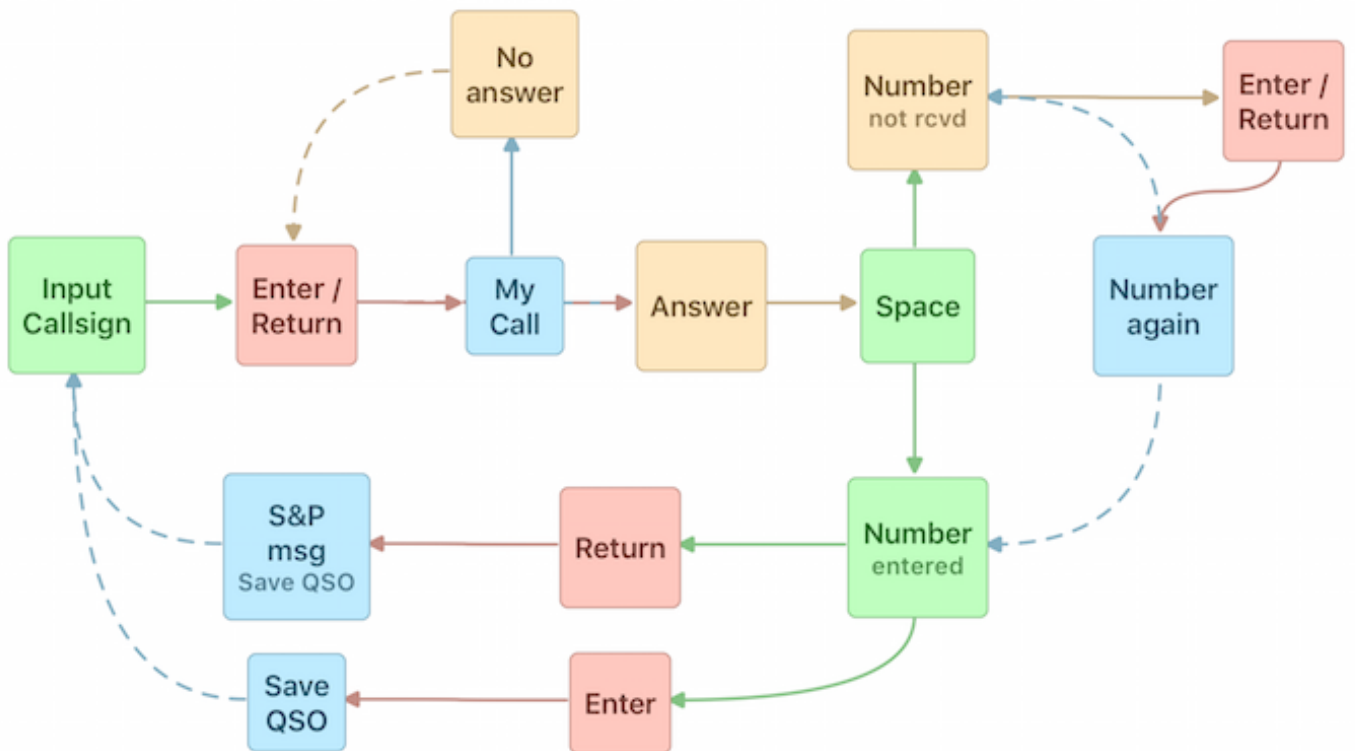 No
answer
Number
not rcvd
Enter /
Return
Input
Callsign
Enter /
Return
My
Call
Answer
Space
Number
again
S&P
msg
Save QSO
Return
Number
entered
Save
QSO
Enter